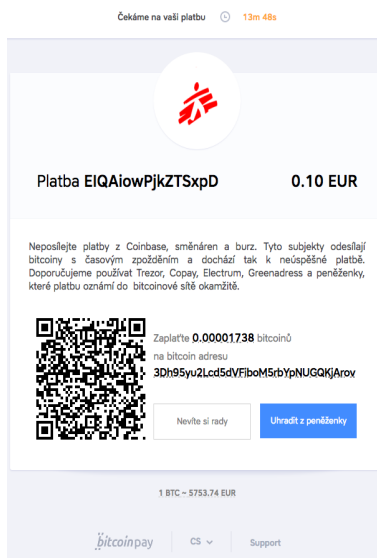 Čekáme na vaši platbu 13m 48s
Platba EIQAiowPjkZTSxpD 0.10 EUR
Neposílejte platby z Coinbase, směnáren a burz. Tyto subjekty odesílají
bitcoiny s časovým zpožděním a dochází tak k neúspěšné platbě.
Doporučujeme používat Trezor, Copay, Electrum, Greenadress a peněženky,
které platbu oznámí do bitcoinové sítě okamžitě.
Zaplaťte 0.00001738 bitcoinů
na bitcoin adresu
3Dh95yu2Lcd5dVFjboM5rbYpNUGQKjArov
Nevíte si rady Uhradit z peněženky
1 BTC ~ 5753.74 EUR
bitcoinpay CS Support